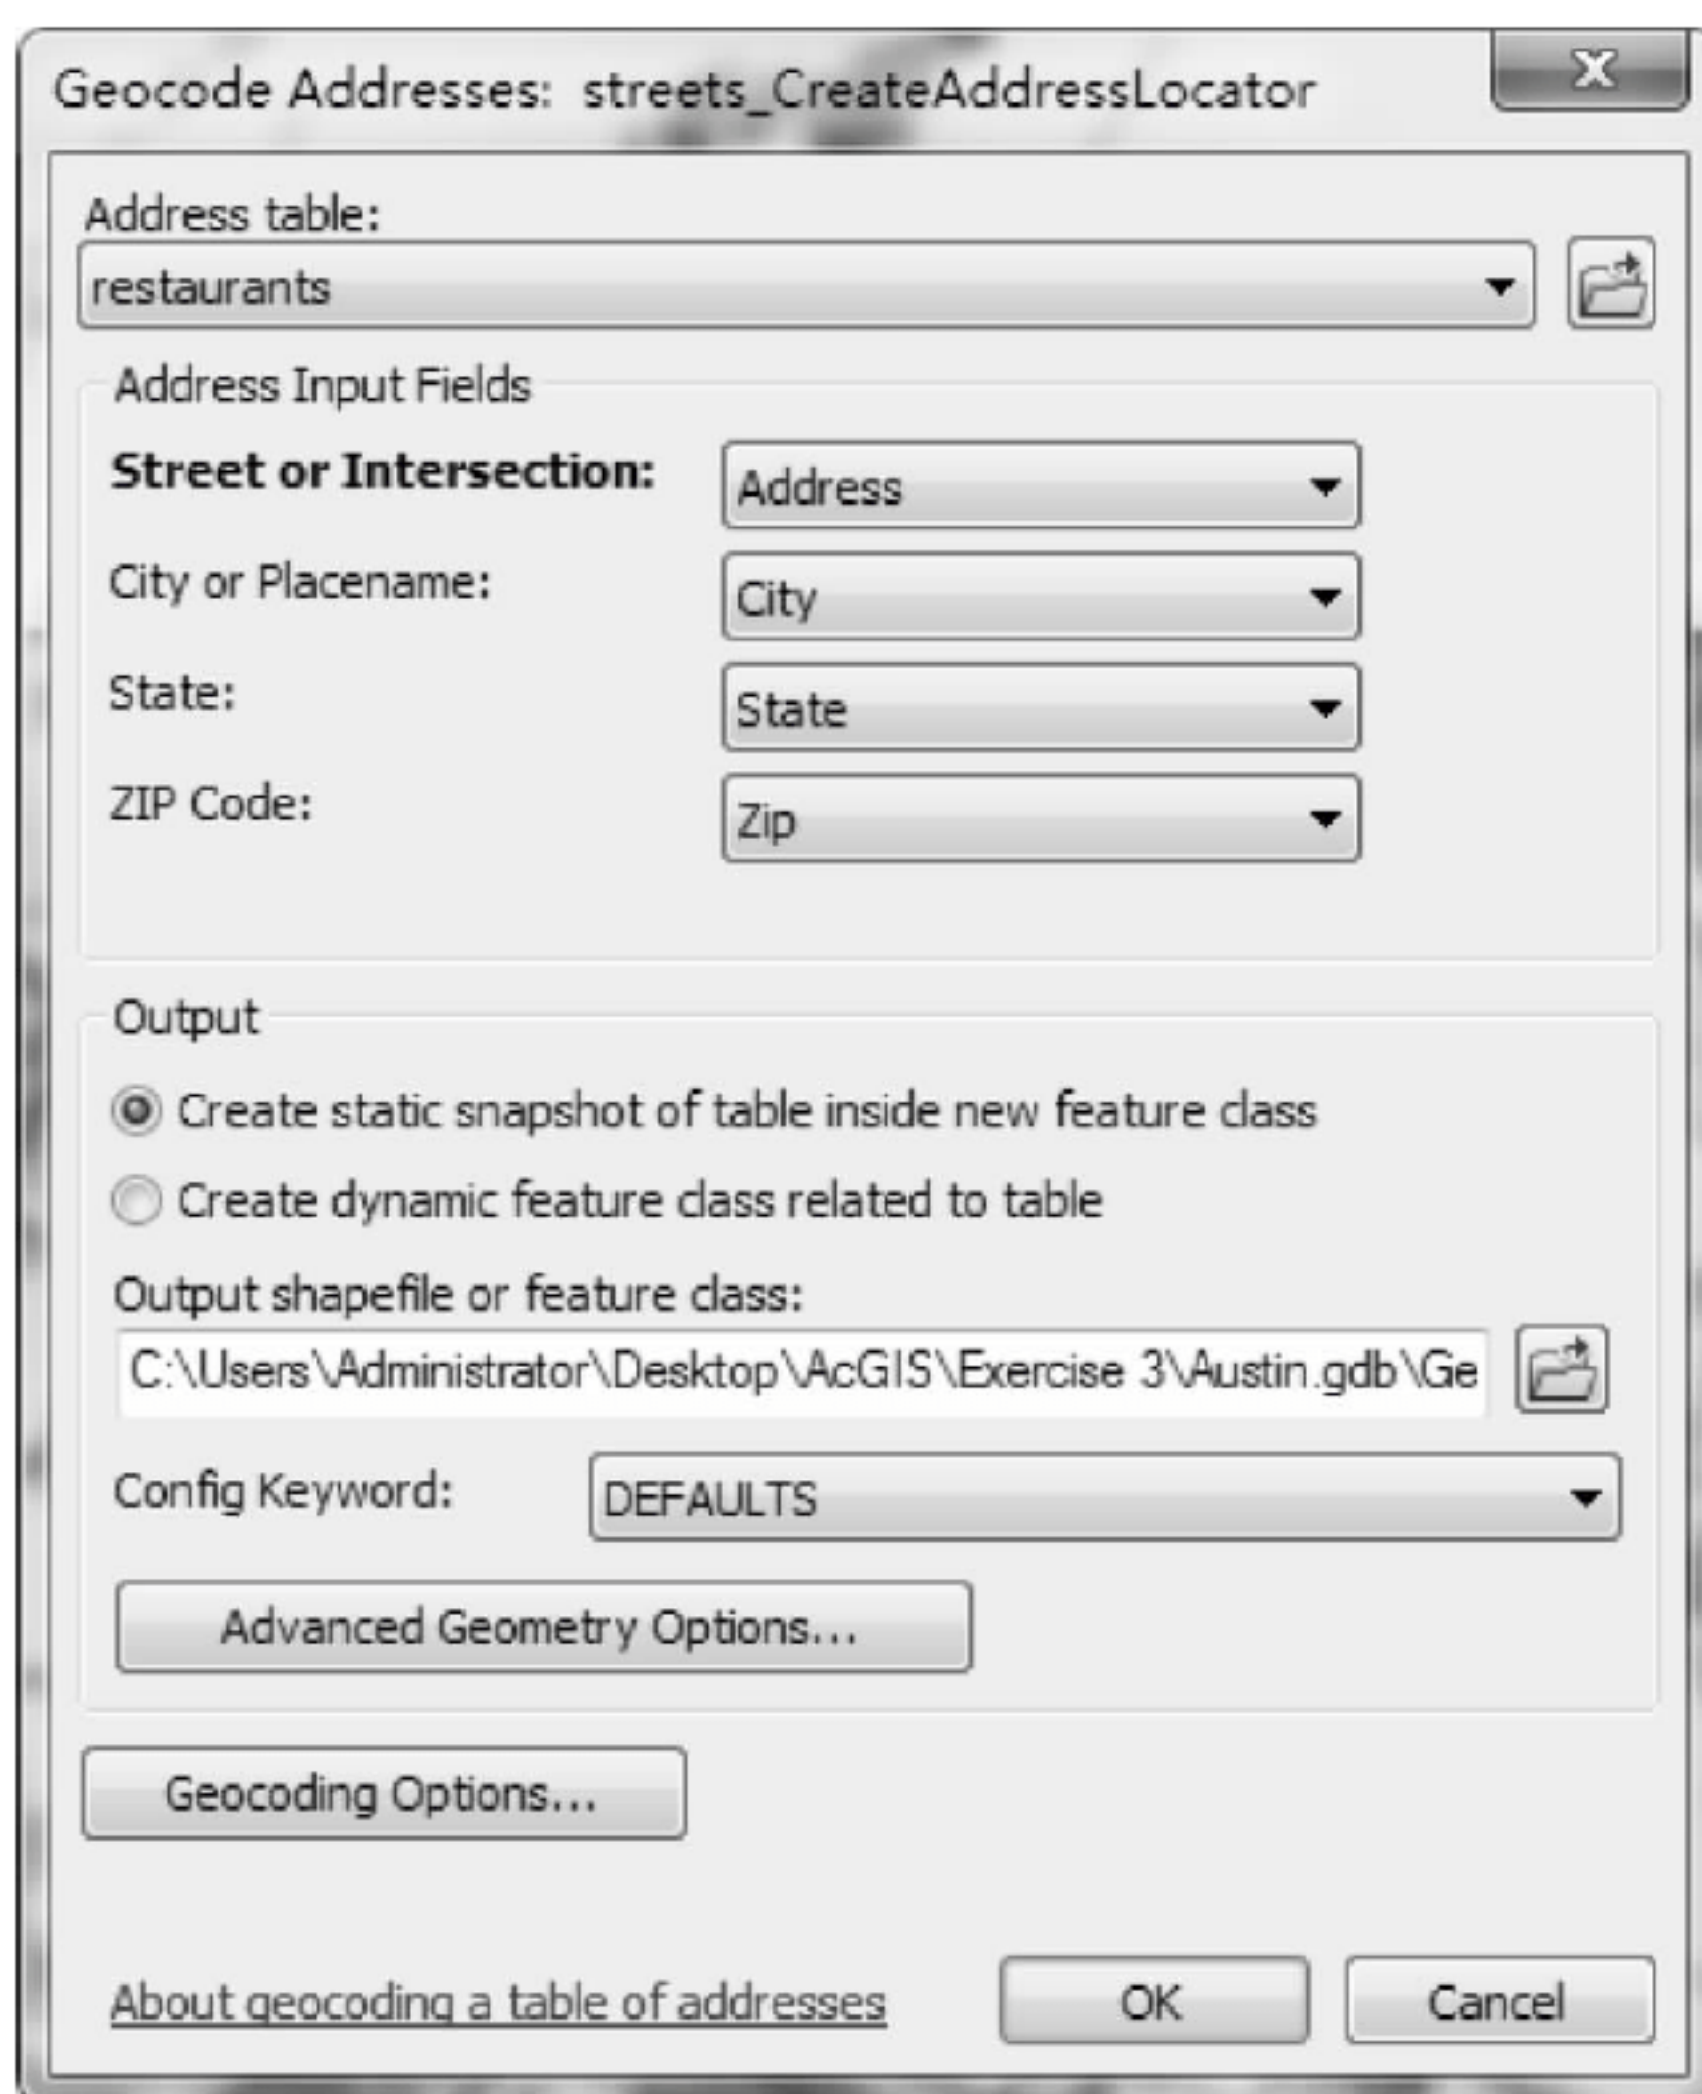 Geocode Addresses: streets_CreateAddressLocator
Address table:
restaurants
Address Input Fields
Street or Intersection: Address
City or Placename: City
State: State
ZIP Code: Zip
Output
Create static snapshot of table inside new feature class
Create dynamic feature class related to table
Output shapefile or feature class:
C:\Users\Administrator\Desktop\AcGIS\Exercise 3\Austin.gdb\Ge
Config Keyword: DEFAULTS
Advanced Geometry Options...
Geocoding Options...
About geocoding a table of addresses OK Cancel